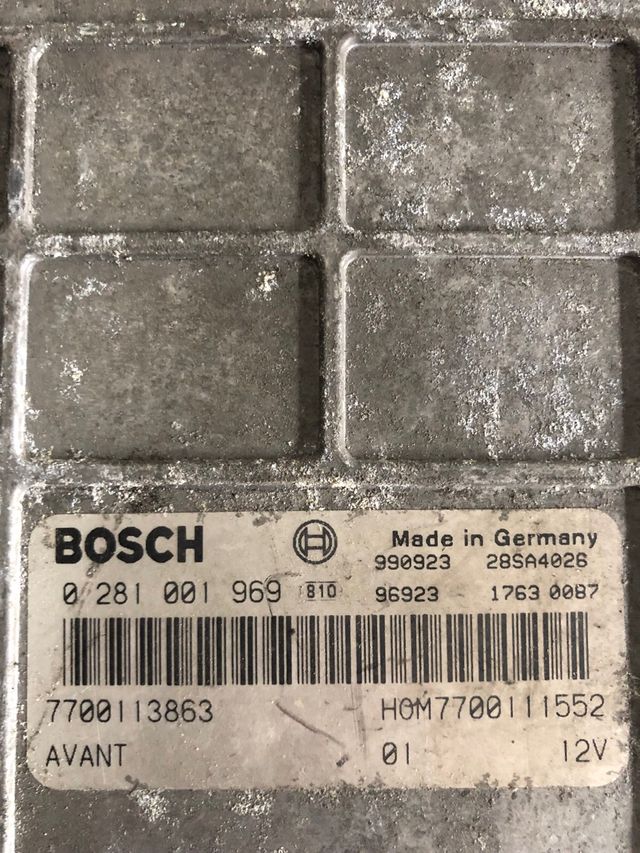 BOSCH Made in Germany
990923 28SA4026
0 281 001 969 810 96923 1763 0087
7700113863 HOM7700111552
AVANT 01 12V